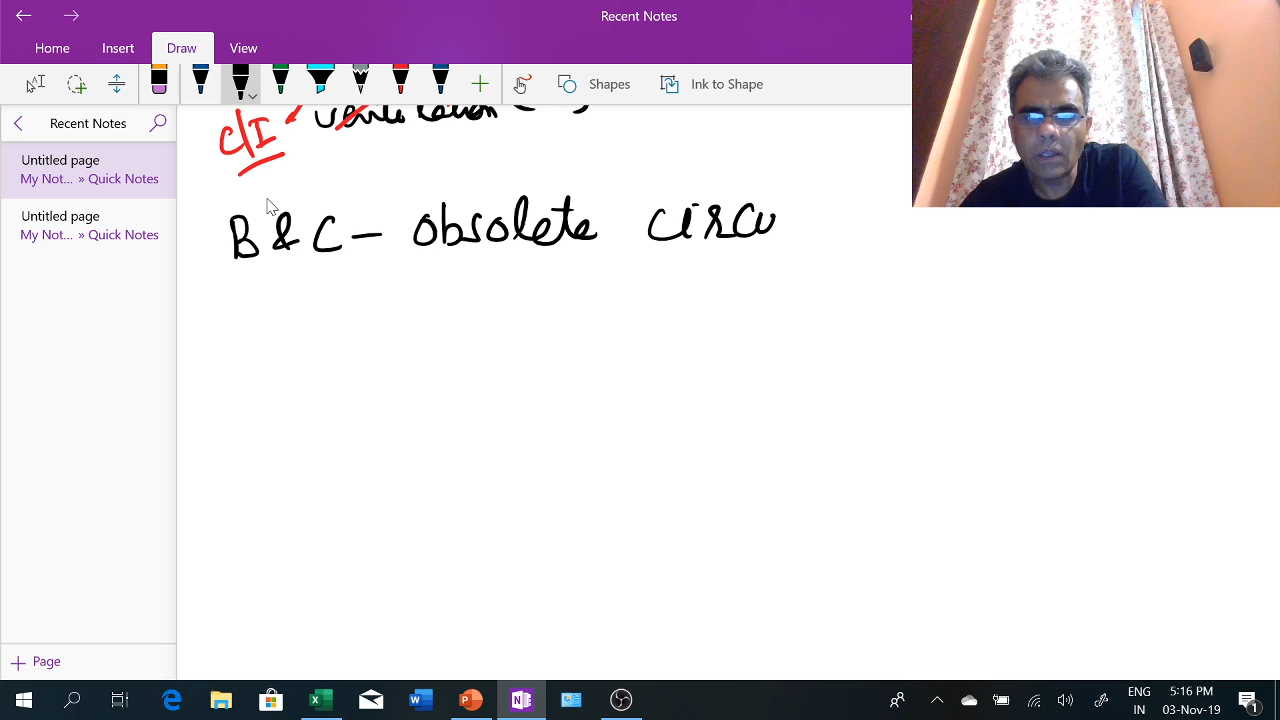 Recent Notes
Home Insert Draw View
Shapes Ink to Shape
Recent Notes
Untitled page
My Not... » Quick Notes
Untitled page
My Not... » Quick Notes
C/I
B & C – obsolete circu
+ Page
ENG
IN
5:16 PM
03-Nov-19
1